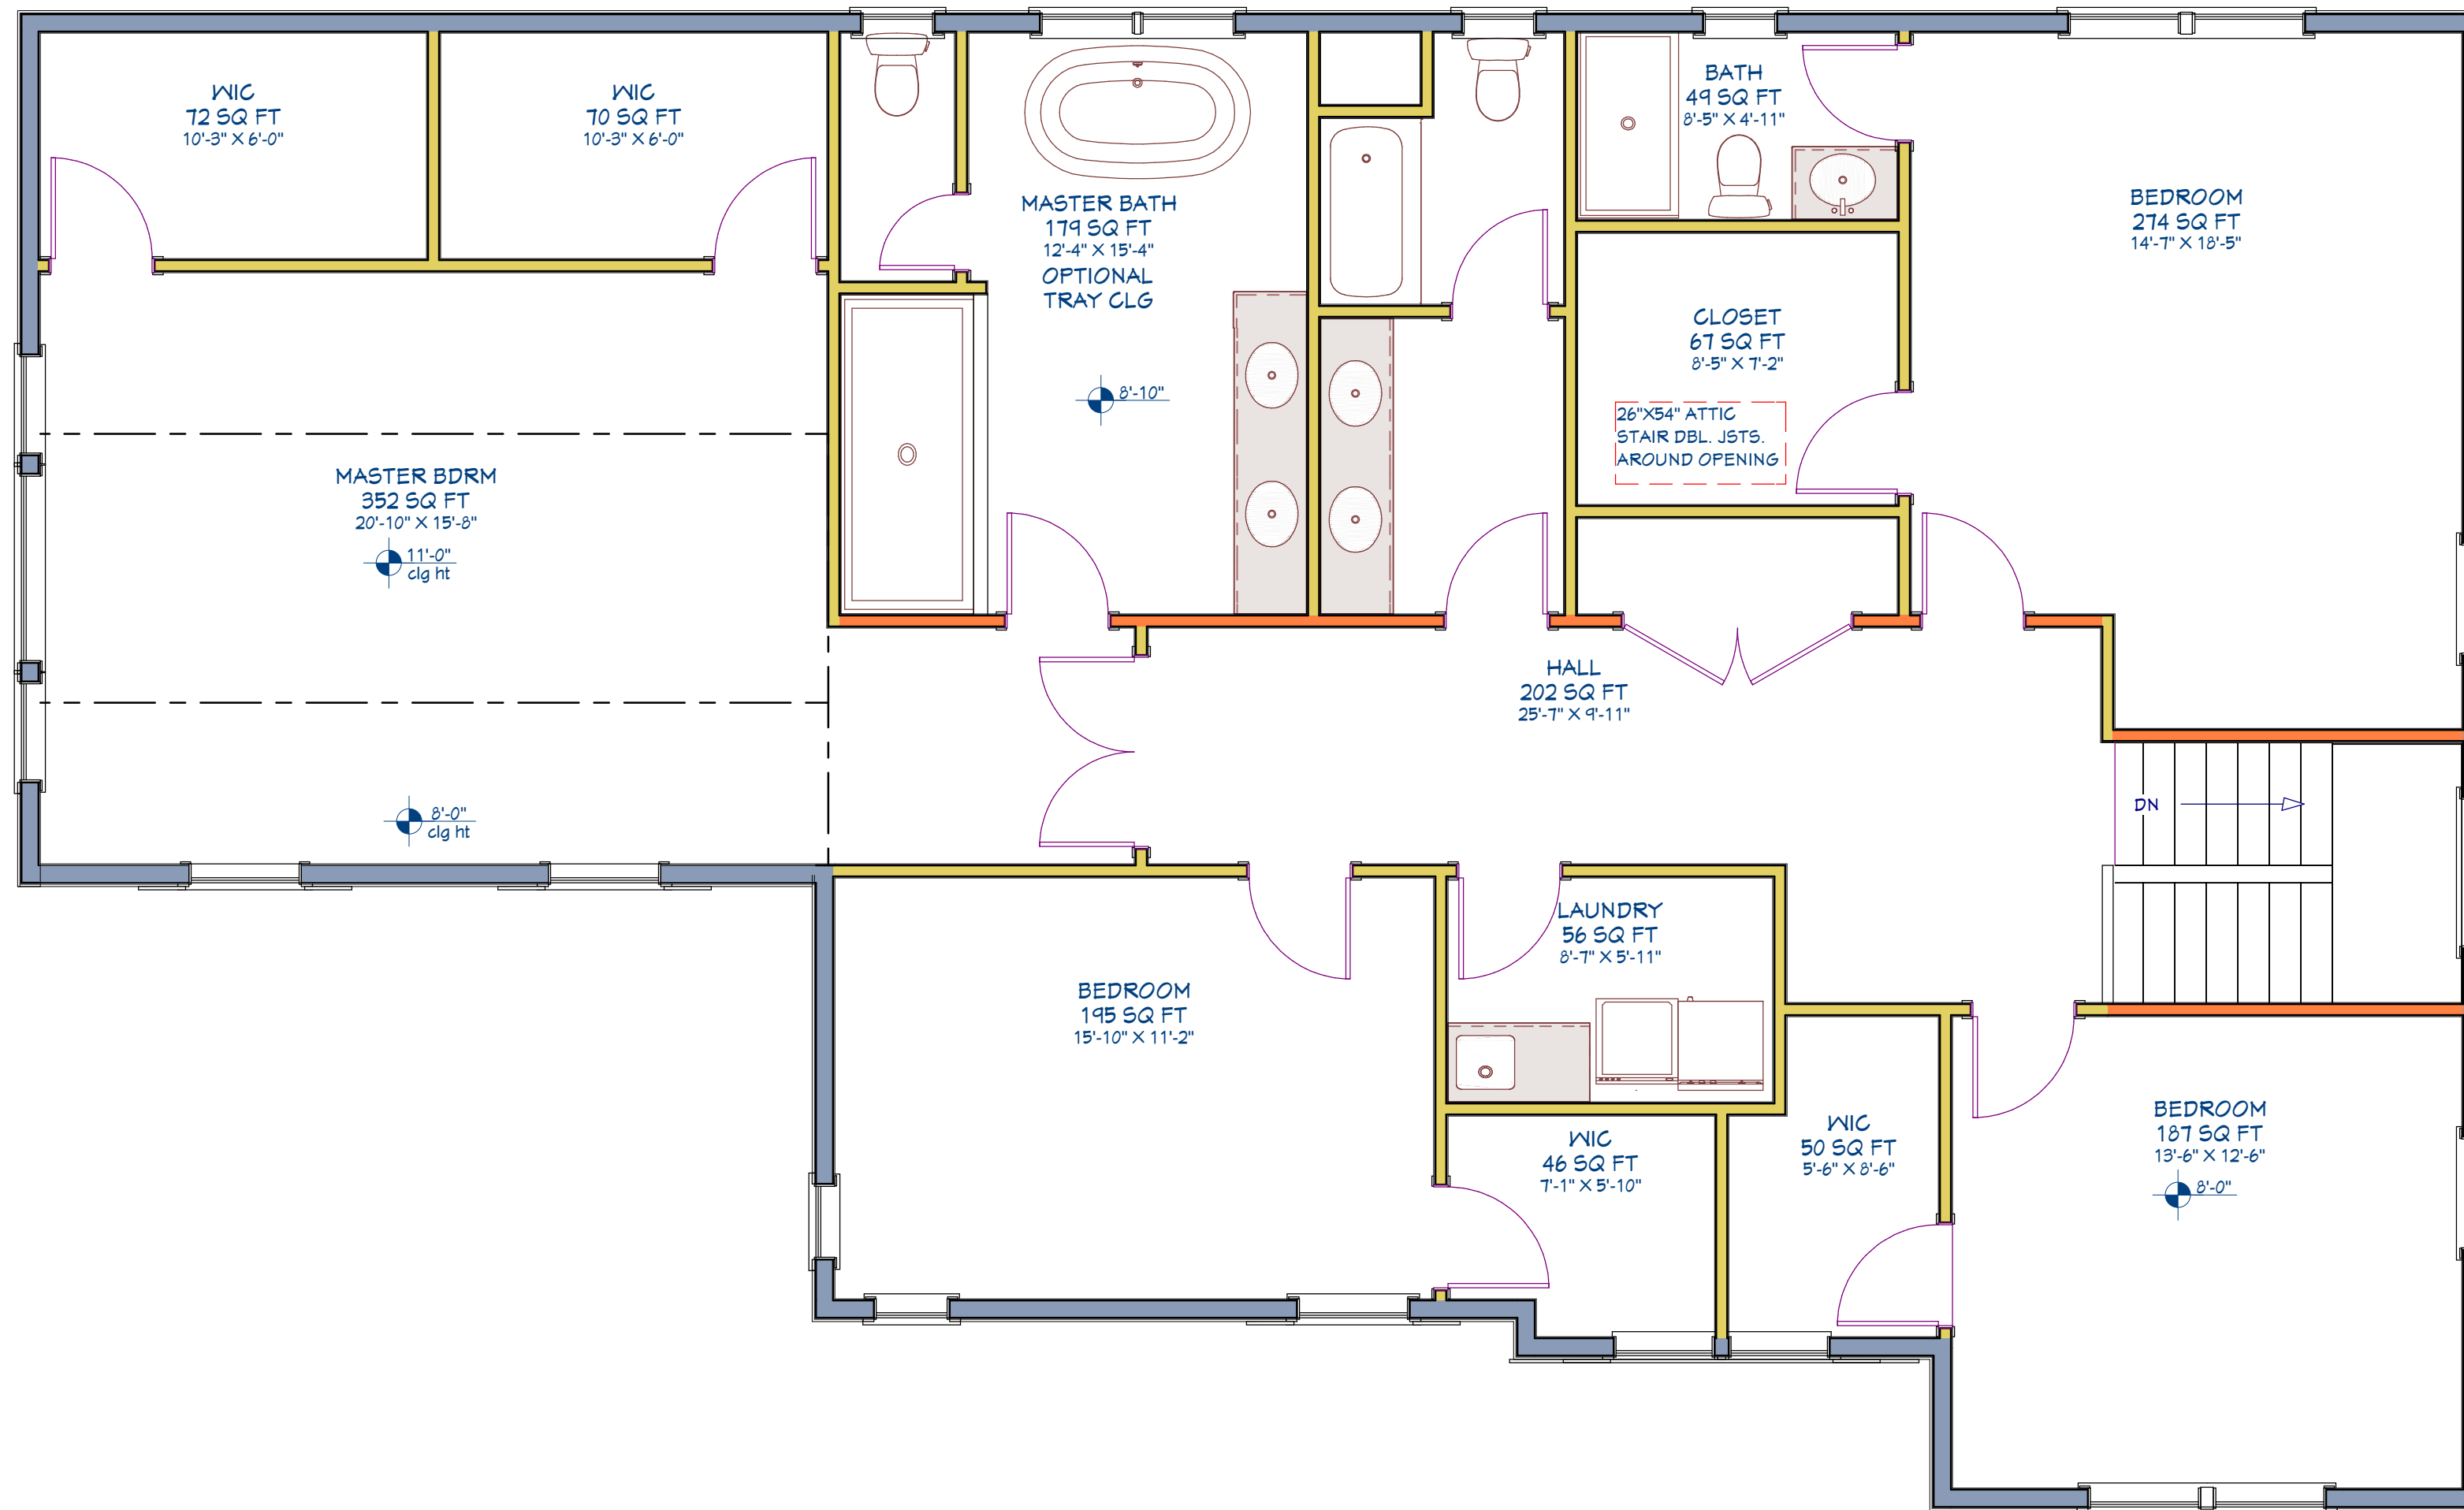 WIC
72 SQ FT
10'-3" X 6'-0"
WIC
70 SQ FT
10'-3" X 6'-0"
MASTER BATH
179 SQ FT
12'-4" X 15'-4"
OPTIONAL
TRAY CLG
8'-10"
BATH
49 SQ FT
8'-5" X 4'-11"
BEDROOM
274 SQ FT
14'-7" X 18'-5"
CLOSET
67 SQ FT
8'-5" X 7'-2"
26"X54" ATTIC
STAIR DBL. JSTS.
AROUND OPENING
MASTER BDRM
352 SQ FT
20'-10" X 15'-8"
11'-0"
clg ht
8'-0"
clg ht
HALL
202 SQ FT
25'-7" X 9'-11"
DN
LAUNDRY
56 SQ FT
8'-7" X 5'-11"
BEDROOM
195 SQ FT
15'-10" X 11'-2"
WIC
46 SQ FT
7'-1" X 5'-10"
WIC
50 SQ FT
5'-6" X 8'-6"
BEDROOM
187 SQ FT
13'-6" X 12'-6"
8'-0"